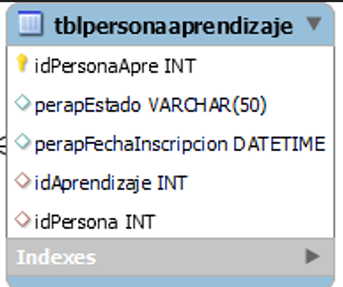 tblpersonaaprendizaje
idPersonaApre INT
perapEstado VARCHAR(50)
perapFechaInscripcion DATETIME
idAprendizaje INT
idPersona INT
Indexes